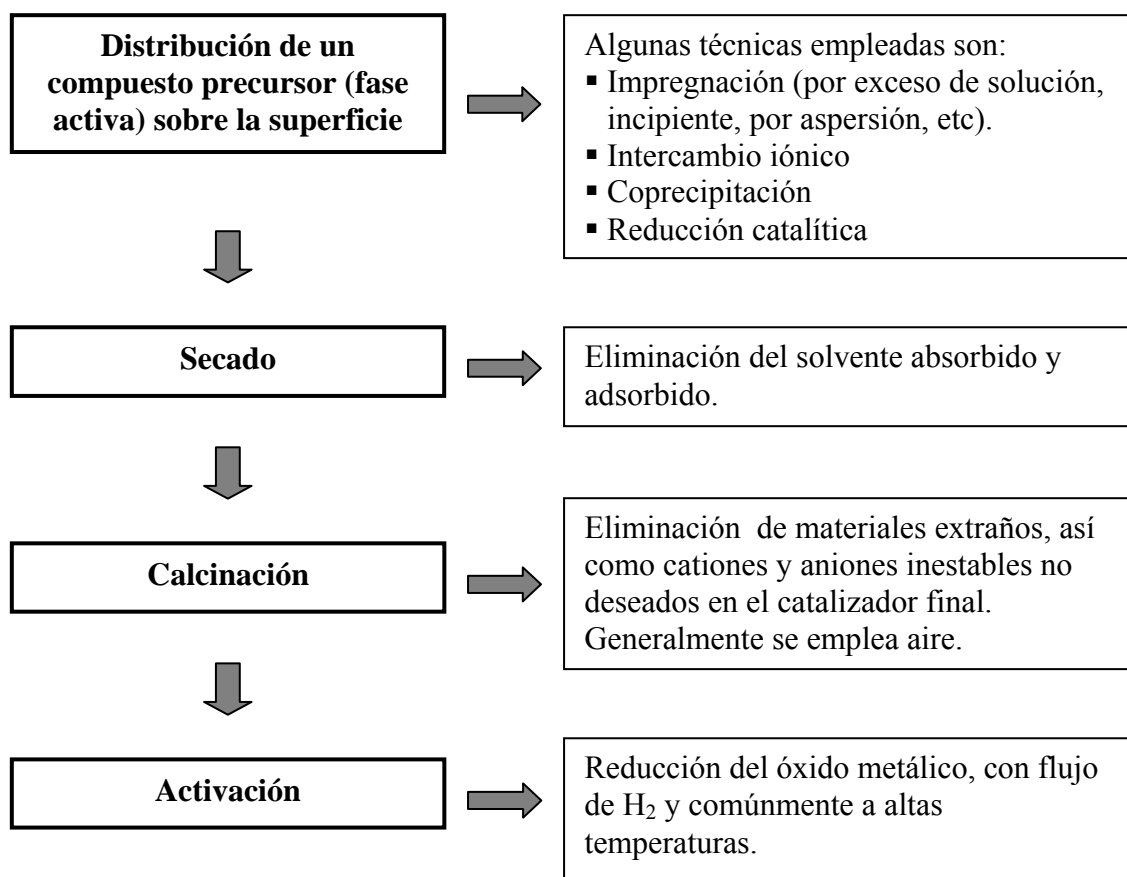 Distribución de un
compuesto precursor (fase
activa) sobre la superficie
Algunas técnicas empleadas son:
▪ Impregnación (por exceso de solución,
incipiente, por aspersión, etc).
▪ Intercambio iónico
▪ Coprecipitación
▪ Reducción catalítica
Secado
Eliminación del solvente absorbido y
adsorbido.
Calcinación
Eliminación  de materiales extraños, así
como cationes y aniones inestables no
deseados en el catalizador final.
Generalmente se emplea aire.
Activación
Reducción del óxido metálico, con flujo
de H₂ y comúnmente a altas
temperaturas.